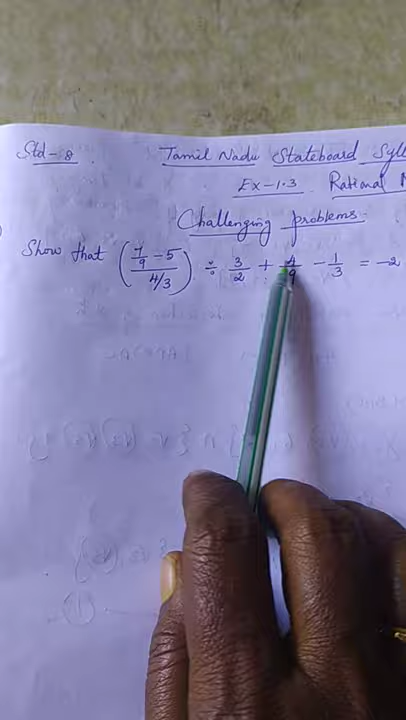 Std-8. Tamil Nadu Stateboard Syll
Ex-1.3 Rational
Challenging problems.
Show that ((7/9 - 5)/(4/3)) ÷ 3/2 + 4/9 - 1/3 = -2